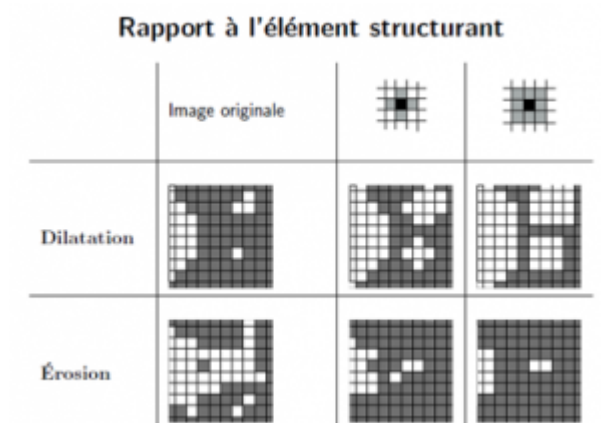 Rapport à l'élément structurant
Image originale
Dilatation
Érosion